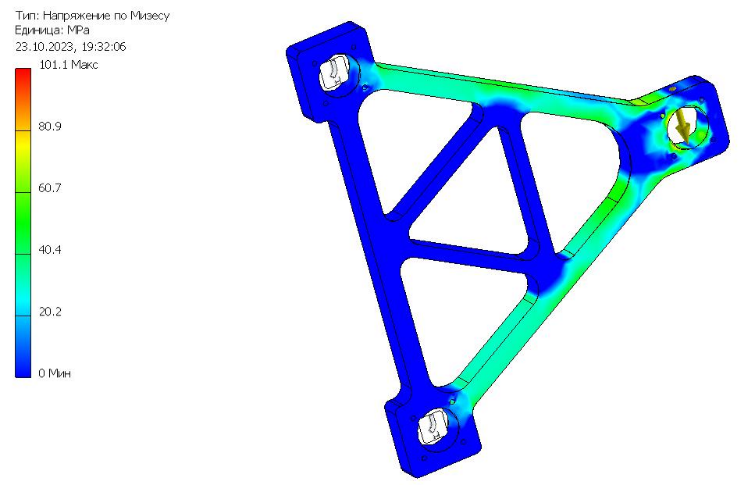 Тип: Напряжение по Мизесу
Единица: MPa
23.10.2023, 19:32:06
101.1 Макс
80.9
60.7
40.4
20.2
0 Мин